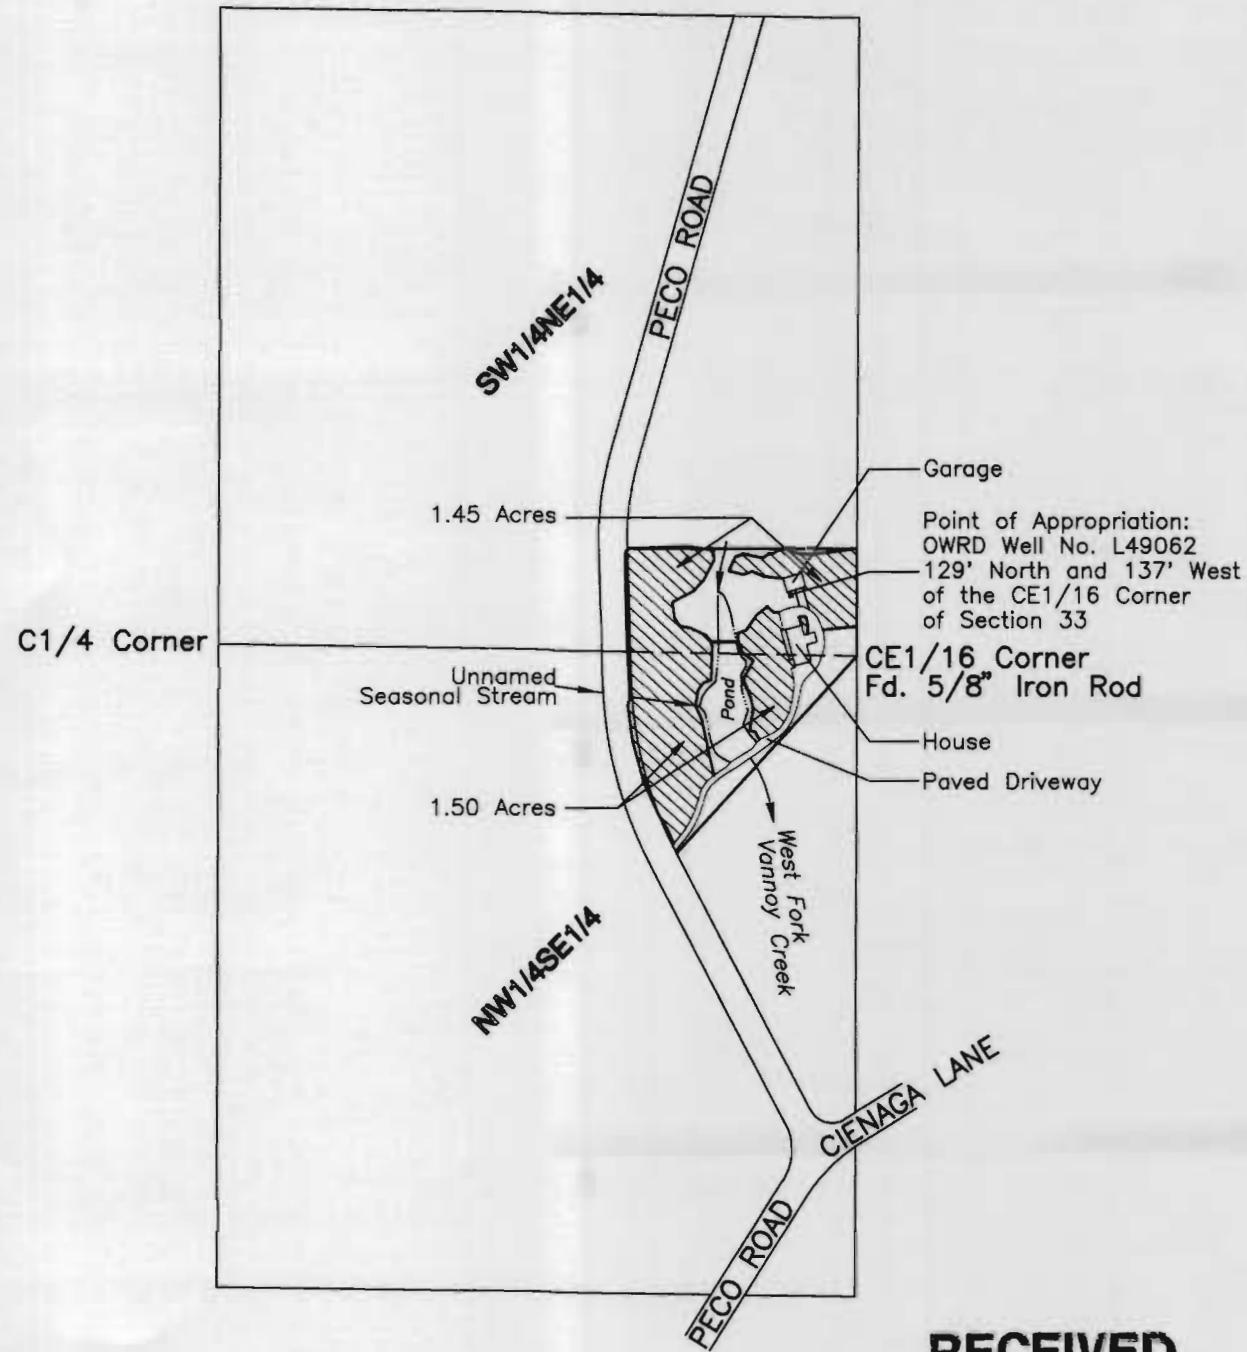 PECO ROAD
SW1/4NE1/4
Garage
1.45 Acres
Point of Appropriation:
OWRD Well No. L49062
129' North and 137' West
of the CE1/16 Corner
of Section 33
C1/4 Corner
CE1/16 Corner
Fd. 5/8" Iron Rod
Unnamed
Seasonal Stream
Pond
House
Paved Driveway
1.50 Acres
West Fork
Vannoy Creek
NW1/4SE1/4
CIENAGA LANE
PECO ROAD
RECEIVED